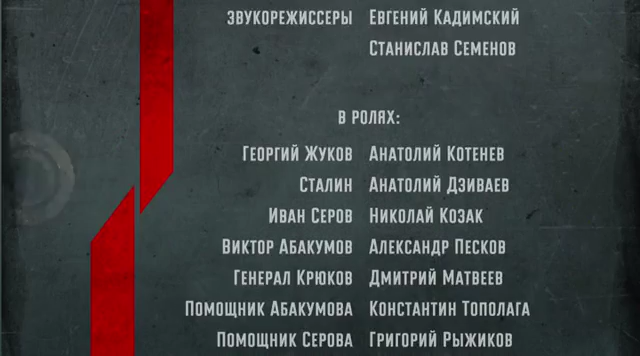 ЗВУКОРЕЖИССЕРЫ ЕВГЕНИЙ КАДИМСКИЙ
СТАНИСЛАВ СЕМЕНОВ
В РОЛЯХ:
ГЕОРГИЙ ЖУКОВ АНАТОЛИЙ КОТЕНЕВ
СТАЛИН АНАТОЛИЙ ДЗИВАЕВ
ИВАН СЕРОВ НИКОЛАЙ КОЗАК
ВИКТОР АБАКУМОВ АЛЕКСАНДР ПЕСКОВ
ГЕНЕРАЛ КРЮКОВ ДМИТРИЙ МАТВЕЕВ
ПОМОЩНИК АБАКУМОВА КОНСТАНТИН ТОПОЛАГА
ПОМОЩНИК СЕРОВА ГРИГОРИЙ РЫЖИКОВ